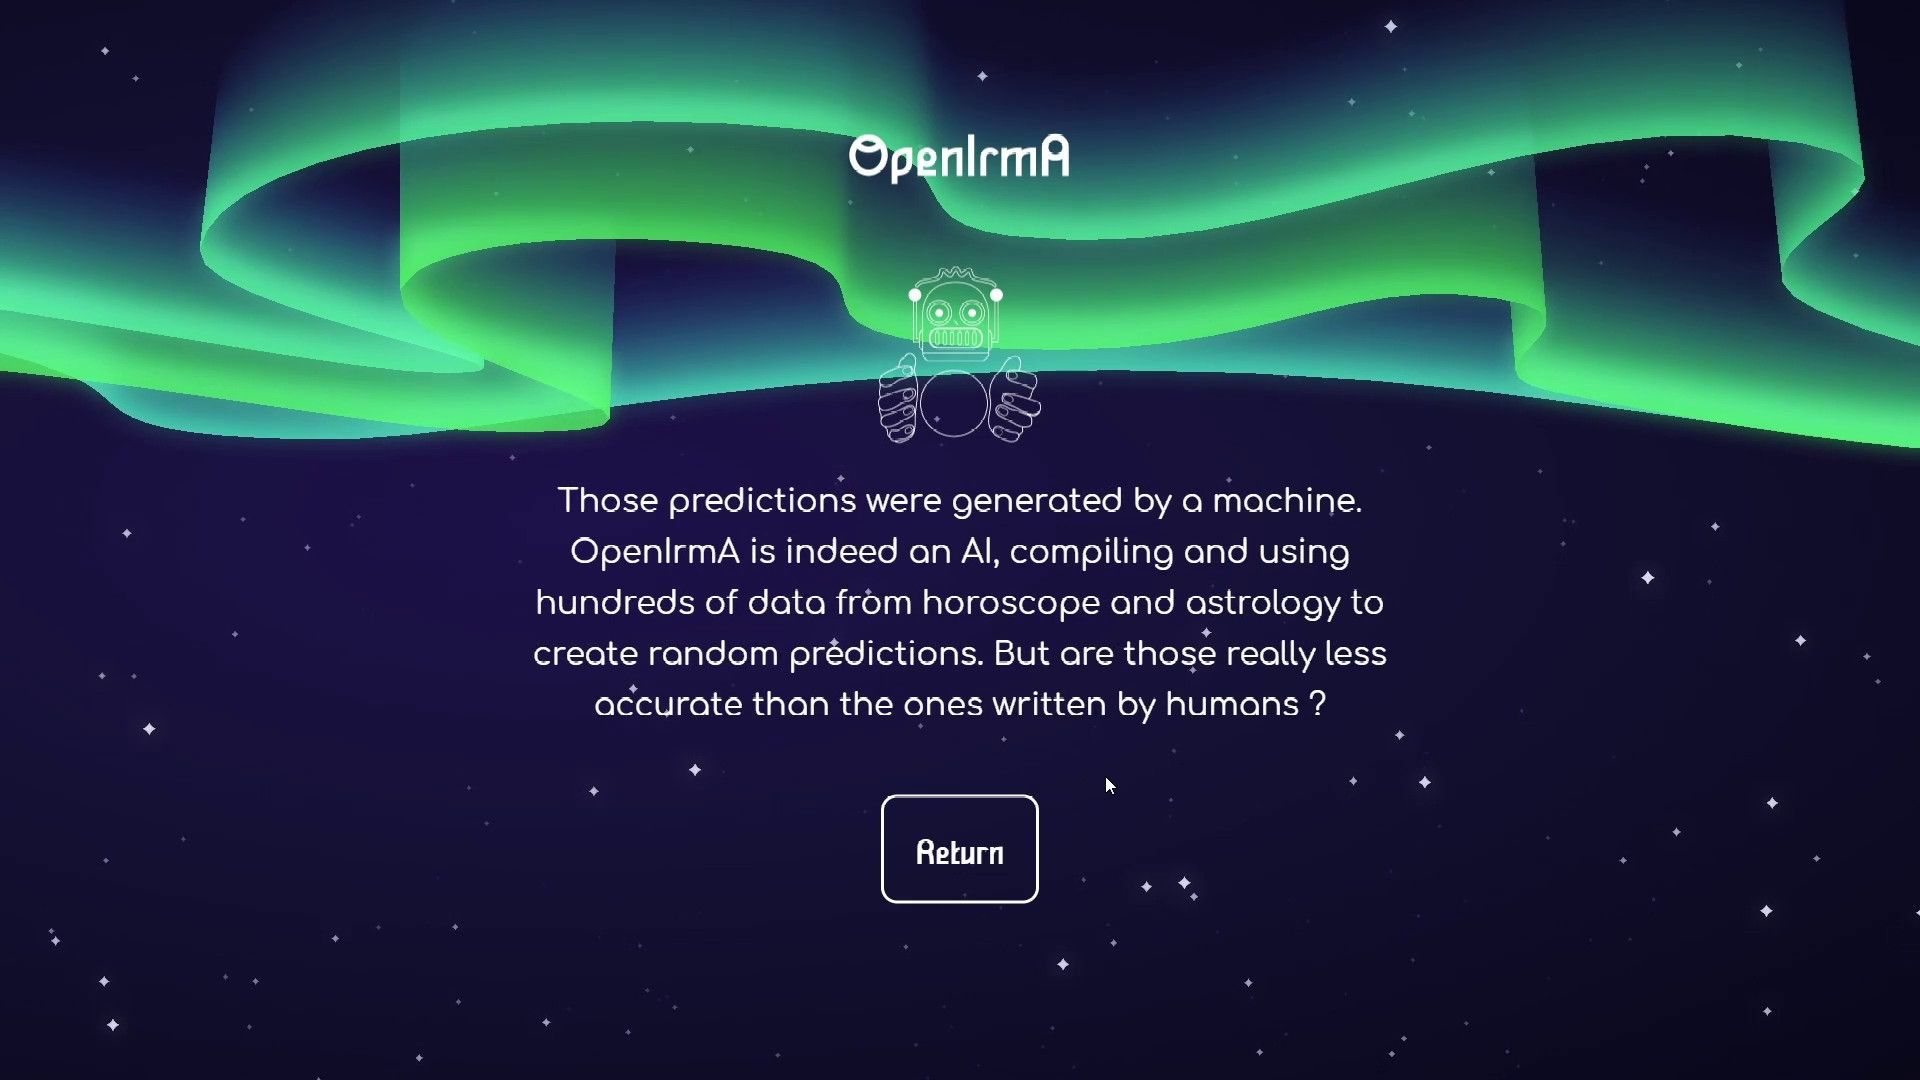 OpenIrmA
Those predictions were generated by a machine.
OpenIrmA is indeed an AI, compiling and using
hundreds of data from horoscope and astrology to
create random predictions. But are those really less
accurate than the ones written by humans ?
Return